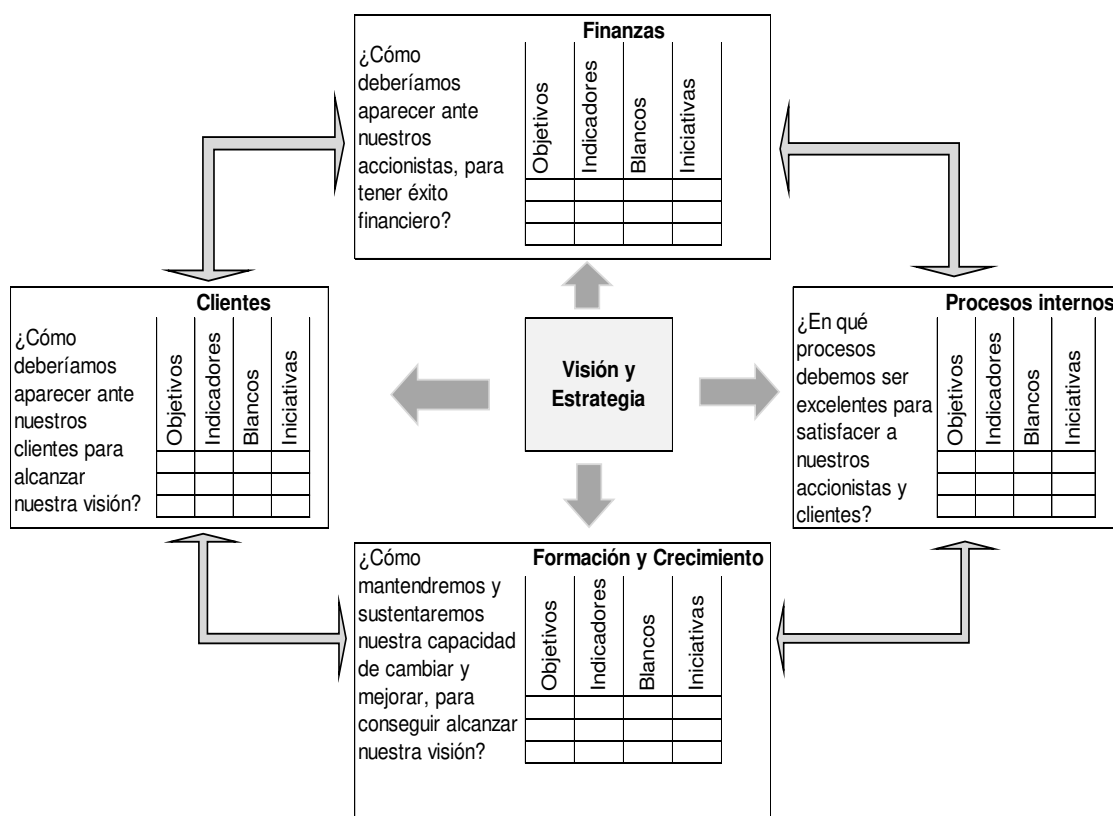 Finanzas
¿Cómo
deberíamos
aparecer ante
nuestros
accionistas, para
tener éxito
financiero?
Objetivos
Indicadores
Blancos
Iniciativas
Clientes
¿Cómo
deberíamos
aparecer ante
nuestros
clientes para
alcanzar
nuestra visión?
Objetivos
Indicadores
Blancos
Iniciativas
Visión y
Estrategia
Procesos internos
¿En qué
procesos
debemos ser
excelentes para
satisfacer a
nuestros
accionistas y
clientes?
Objetivos
Indicadores
Blancos
Iniciativas
Formación y Crecimiento
¿Cómo
mantendremos y
sustentaremos
nuestra capacidad
de cambiar y
mejorar, para
conseguir alcanzar
nuestra visión?
Objetivos
Indicadores
Blancos
Iniciativas